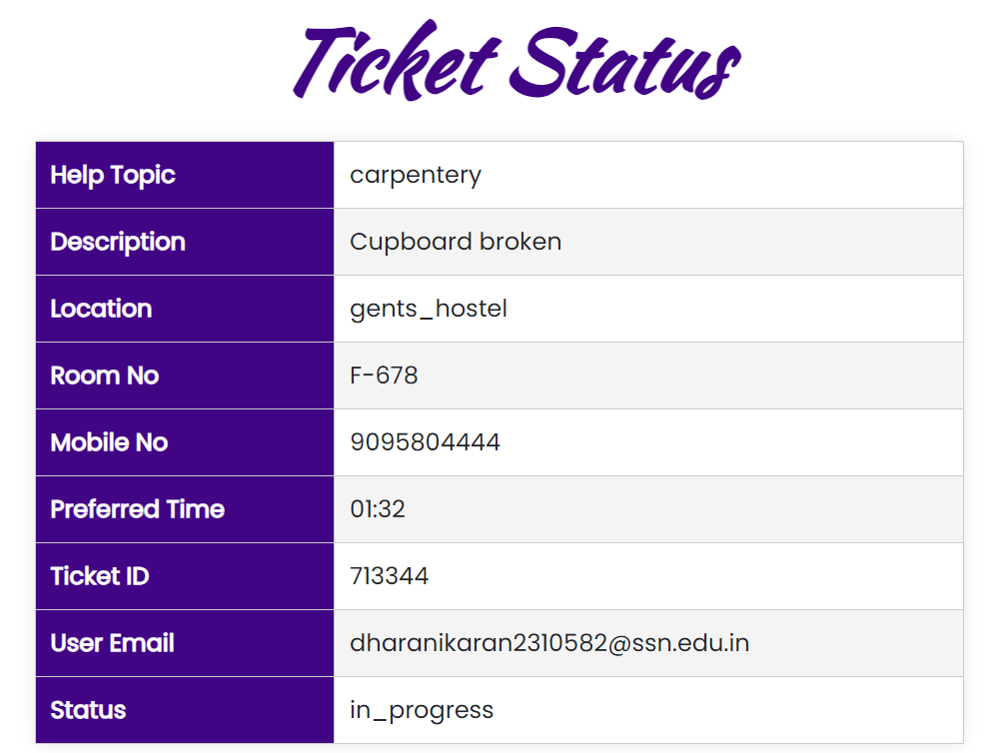 Ticket Status
Help Topic carpentery
Description Cupboard broken
Location gents_hostel
Room No F-678
Mobile No 9095804444
Preferred Time 01:32
Ticket ID 713344
User Email dharanikaran2310582@ssn.edu.in
Status in_progress